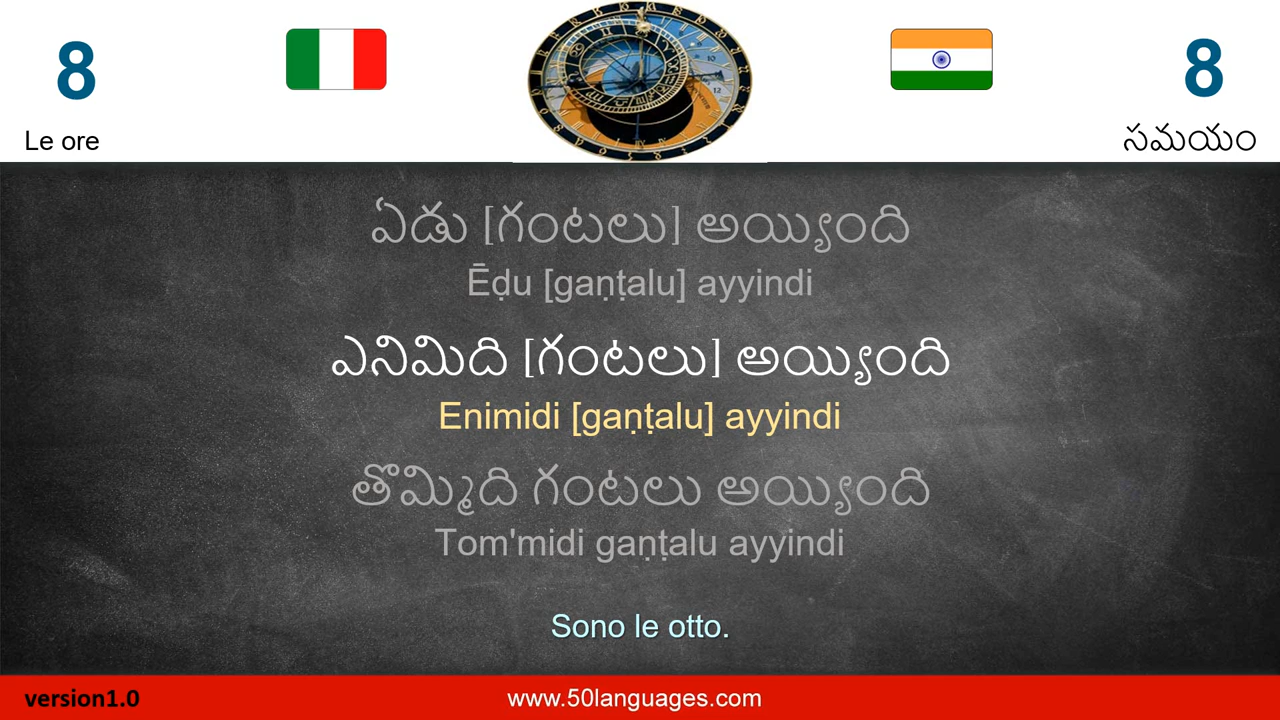 8
8
Le ore
సమయం
ఏడు [గంటలు] అయ్యింది
Ēḍu [gaṇṭalu] ayyindi
ఎనిమిది [గంటలు] అయ్యింది
Enimidi [gaṇṭalu] ayyindi
తొమ్మిది గంటలు అయ్యింది
Tom'midi gaṇṭalu ayyindi
Sono le otto.
version1.0
www.50languages.com